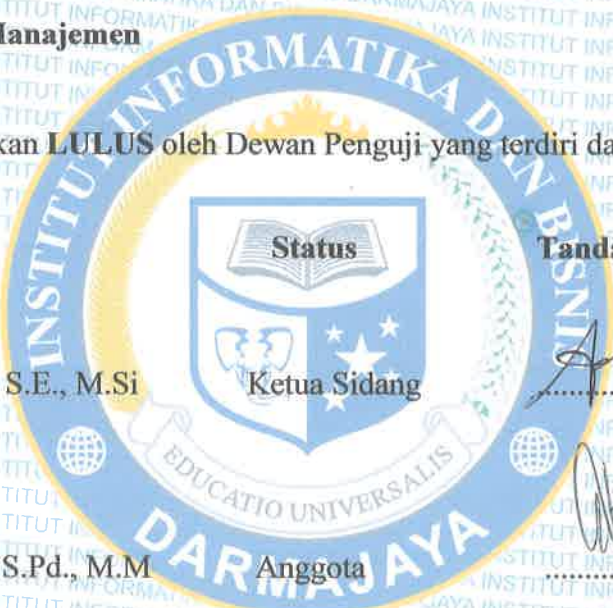 Manajemen
kan LULUS oleh Dewan Penguji yang terdiri da
Status Tanda
S.E., M.Si Ketua Sidang
S.Pd., M.M Anggota
INSTITUT INFORMATIKA DAN BISNIS
EDUCATIO UNIVERSALIS
DARMAJAYA